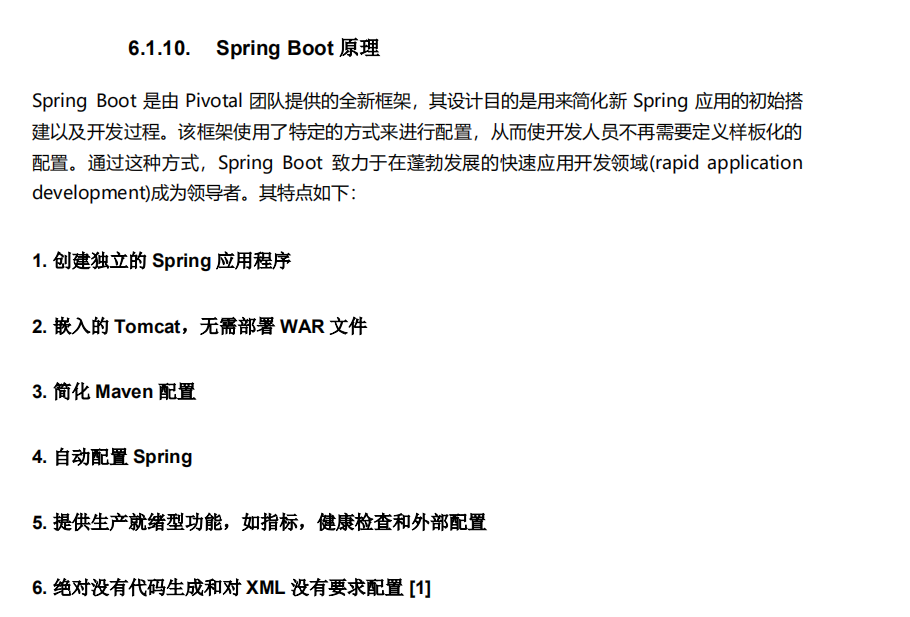 6.1.10. Spring Boot 原理
Spring Boot 是由 Pivotal 团队提供的全新框架，其设计目的是用来简化新 Spring 应用的初始搭
建以及开发过程。该框架使用了特定的方式来进行配置，从而使开发人员不再需要定义样板化的
配置。通过这种方式，Spring Boot 致力于在蓬勃发展的快速应用开发领域(rapid application
development)成为领导者。其特点如下：
1. 创建独立的 Spring 应用程序
2. 嵌入的 Tomcat，无需部署 WAR 文件
3. 简化 Maven 配置
4. 自动配置 Spring
5. 提供生产就绪型功能，如指标，健康检查和外部配置
6. 绝对没有代码生成和对 XML 没有要求配置 [1]